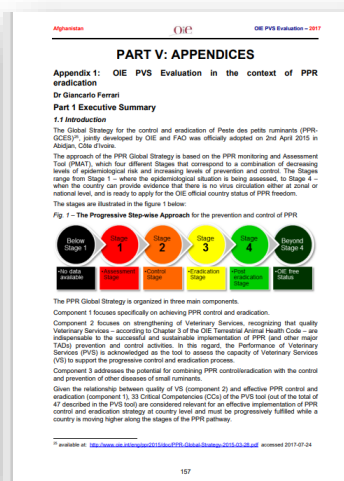 Afghanistan
Oie
OIE PVS Evaluation – 2017
PART V: APPENDICES
Appendix 1: OIE PVS Evaluation in the context of PPR
eradication
Dr Giancarlo Ferrari
Part 1 Executive Summary
1.1 Introduction
The Global Strategy for the control and eradication of Peste des petits ruminants (PPR-
GCES)²⁰, jointly developed by OIE and FAO was officially adopted on 2nd April 2015 in
Abidjan, Côte d'Ivoire.
The approach of the PPR Global Strategy is based on the PPR monitoring and Assessment
Tool (PMAT), which four different Stages that correspond to a combination of decreasing
levels of epidemiological risk and increasing levels of prevention and control. The Stages
range from Stage 1 – where the epidemiological situation is being assessed, to Stage 4 –
when the country can provide evidence that there is no virus circulation either at zonal or
national level, and is ready to apply for the OIE official country status of PPR freedom.
The stages are illustrated in the figure 1 below:
Fig. 1 – The Progressive Step-wise Approach for the prevention and control of PPR
Below
Stage 1
Stage
1
Stage
2
Stage
3
Stage
4
Beyond
Stage 4
•No data
available
•Assessment
Stage
•Control
Stage
•Eradication
Stage
•Post
eradication
Stage
•OIE free
Status
The PPR Global Strategy is organized in three main components.
Component 1 focuses specifically on achieving PPR control and eradication.
Component 2 focuses on strengthening of Veterinary Services, recognizing that quality
Veterinary Services – according to Chapter 3 of the OIE Terrestrial Animal Health Code – are
indispensable to the successful and sustainable implementation of PPR (and other major
TADs) prevention and control activities. In this regard, the Performance of Veterinary
Services (PVS) is acknowledged as the tool to assess the capacity of Veterinary Services
(VS) to support the progressive control and eradication process.
Component 3 addresses the potential for combining PPR control/eradication with the control
and prevention of other diseases of small ruminants.
Given the relationship between quality of VS (component 2) and effective PPR control and
eradication (component 1), 33 Critical Competencies (CCs) of the PVS tool (out of the total of
47 described in the PVS tool) are considered relevant for an effective implementation of PPR
control and eradication strategy at country level and must be progressively fulfilled while a
country is moving higher along the stages of the PPR pathway.
available at: http://www.oie.int/eng/ppr2015/doc/PPR-Global-Strategy-2015-03-28.pdf accessed 2017-07-24
157